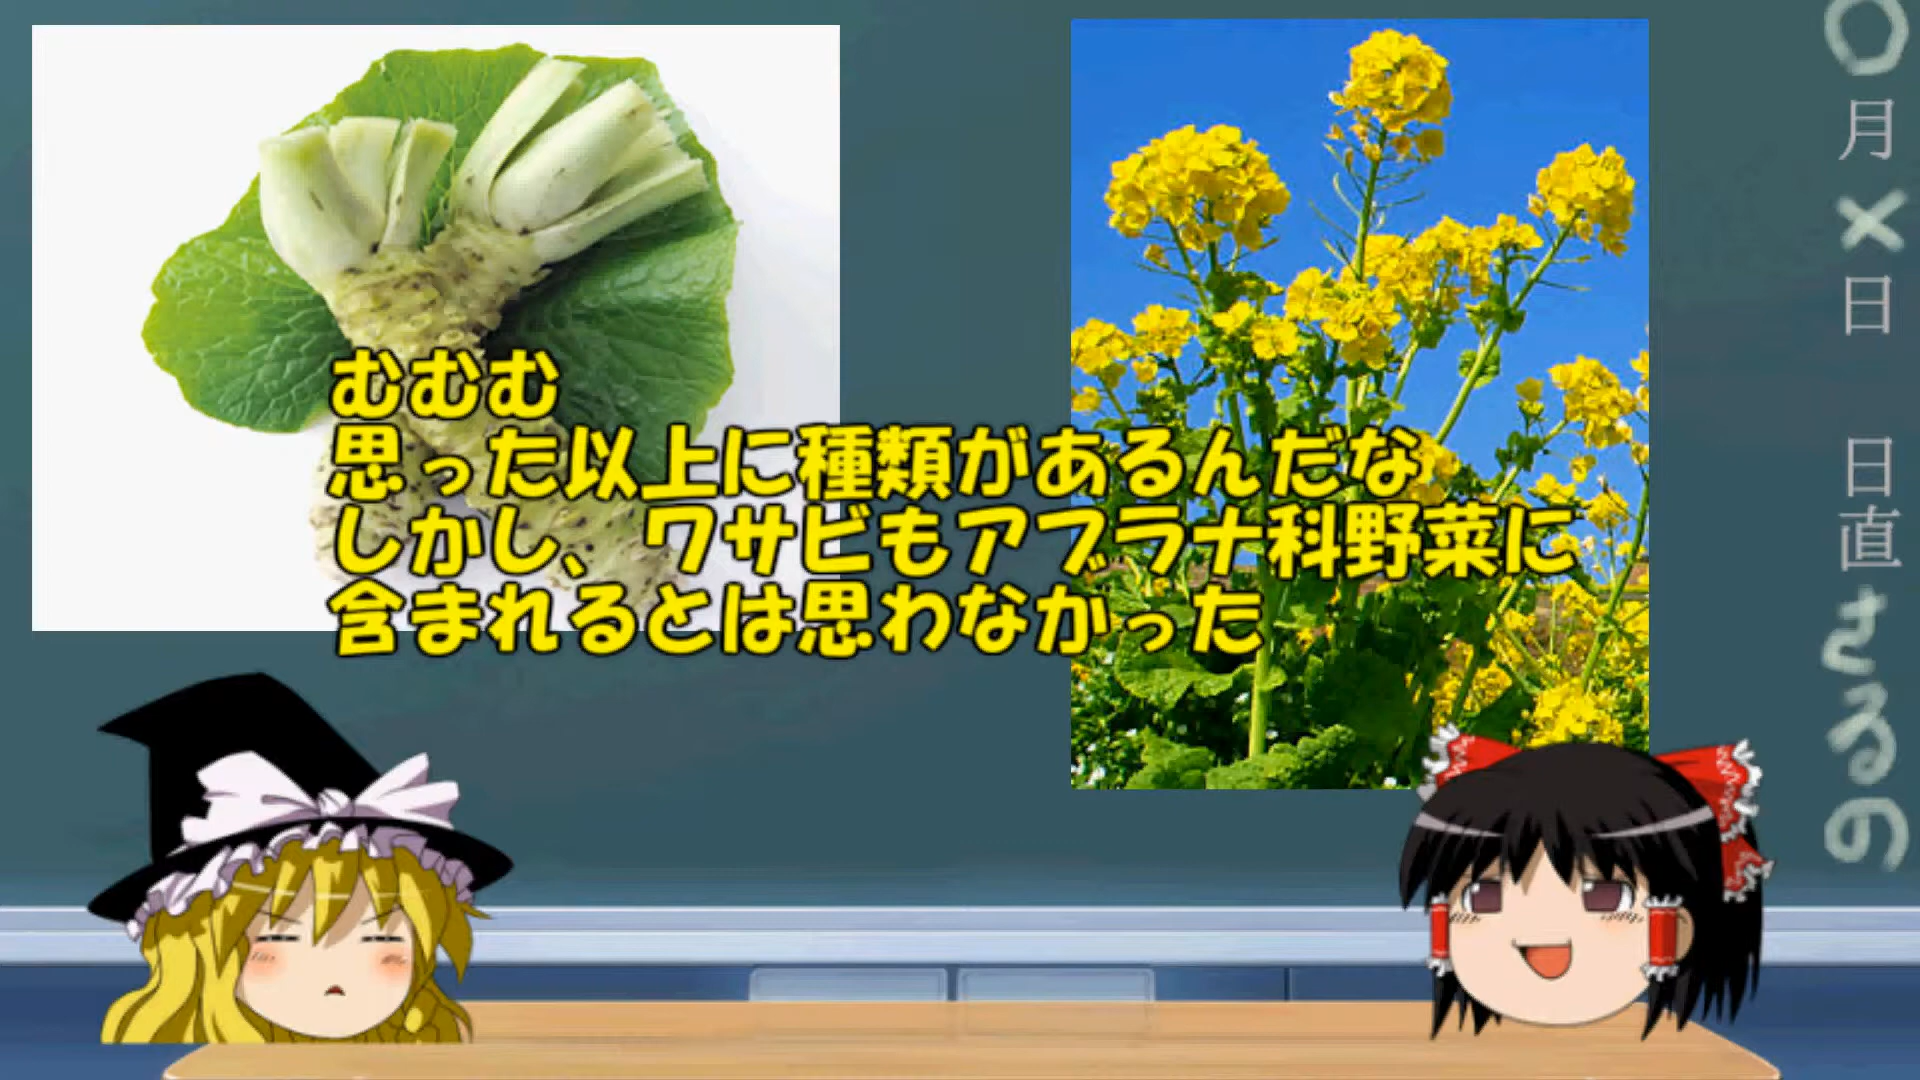 むむむ
思った以上に種類があるんだな
しかし、ワサビもアブラナ科野菜に
含まれるとは思わなかった
〇月×日 日直さるの